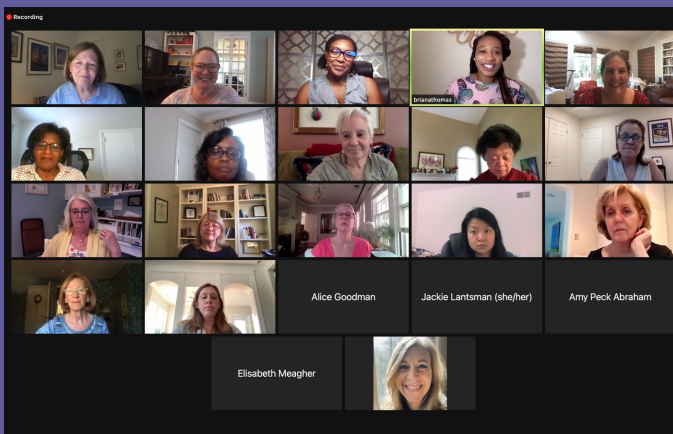 Recording
brianathomas
Alice Goodman
Jackie Lantsman (she/her)
Amy Peck Abraham
Elisabeth Meagher